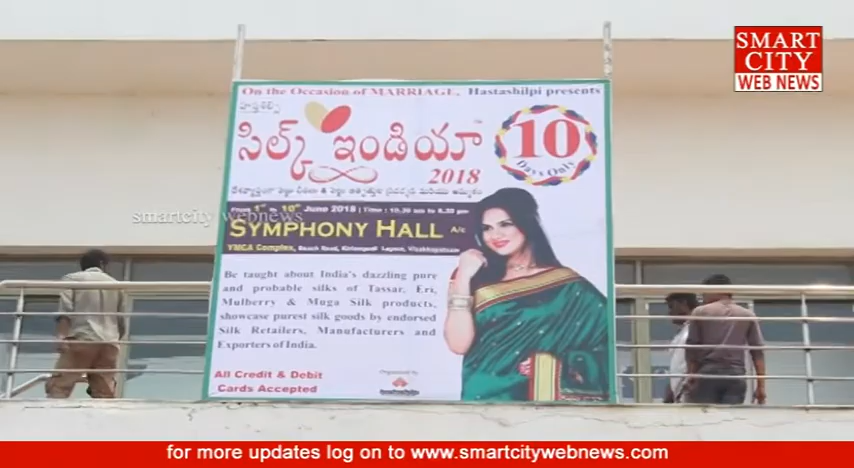 SMART
CITY
WEB NEWS
On the Occasion of MARRIAGE, Hastashilpi presents
హస్తశిల్పి
సిల్క్ ఇండియా
2018
10
Days Only
smartcity webnews
From 1st to 10th June 2018 | Time : 10.30 am to 8.30 pm
SYMPHONY HALL A/c
YMCA Complex, Beach Road, Visakhapatnam
Be taught about India's dazzling pure
and probable silks of Tassar, Eri,
Mulberry & Muga Silk products,
showcase purest silk goods by endorsed
Silk Retailers, Manufacturers and
Exporters of India.
All Credit & Debit
Cards Accepted
Organised by
for more updates log on to www.smartcitywebnews.com